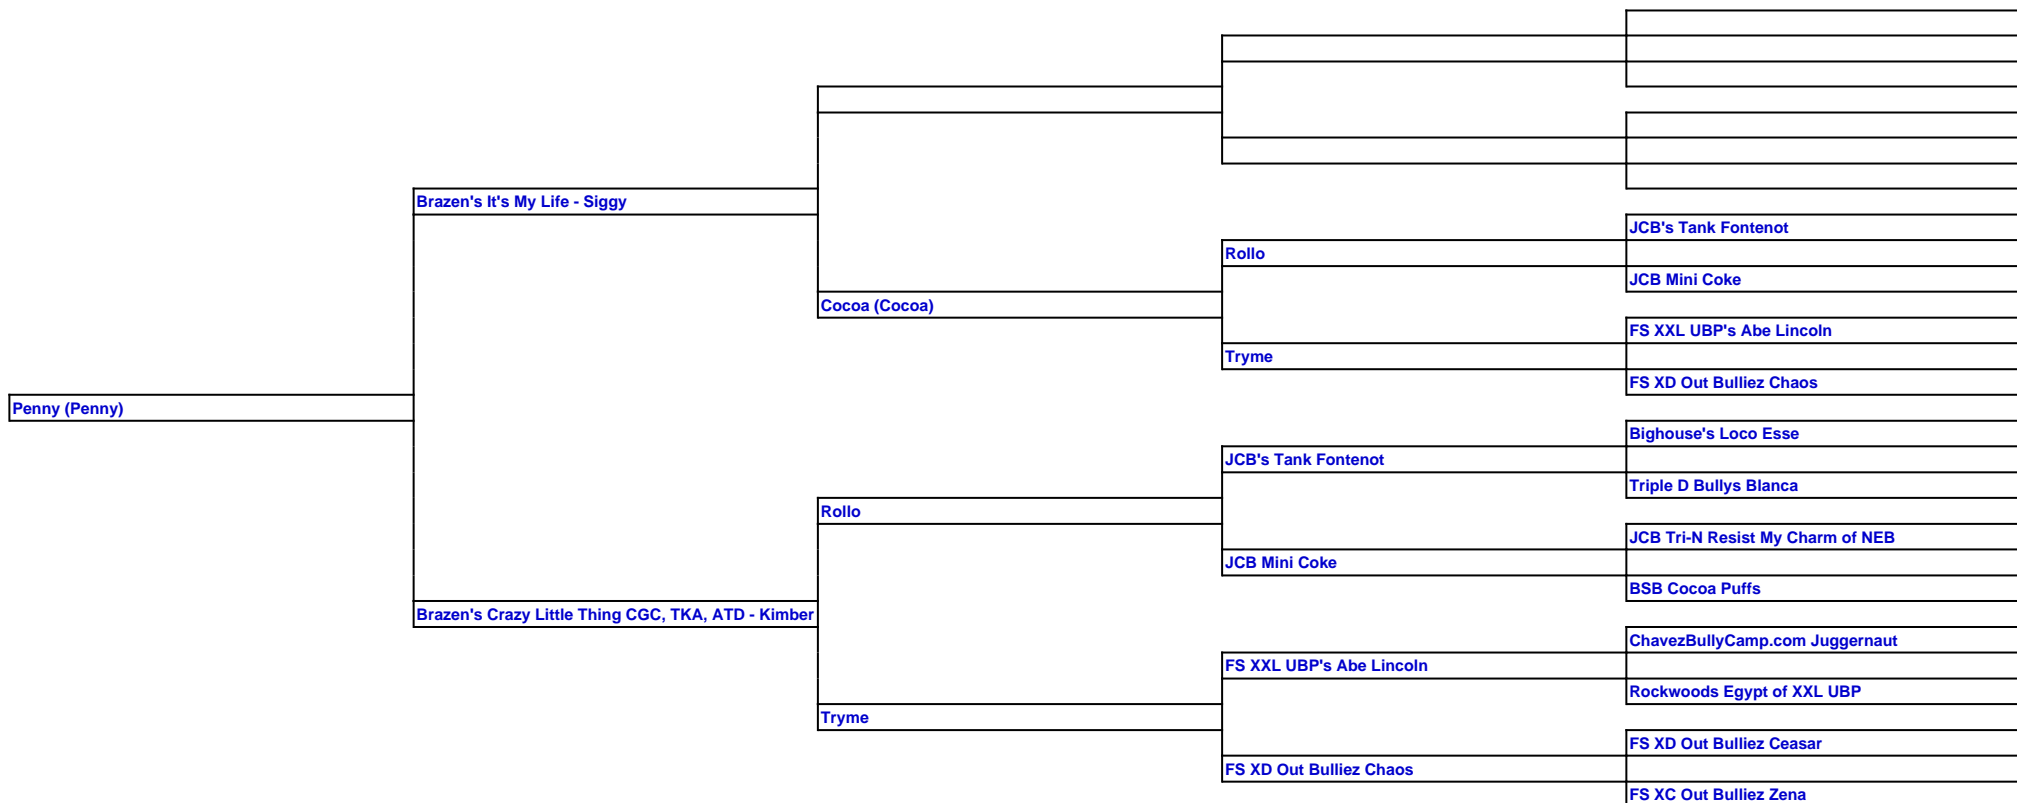 Brazen's It's My Life - Siggy
JCB's Tank Fontenot
Rollo
JCB Mini Coke
Cocoa (Cocoa)
FS XXL UBP's Abe Lincoln
Tryme
FS XD Out Bulliez Chaos
Penny (Penny)
Bighouse's Loco Esse
JCB's Tank Fontenot
Triple D Bullys Blanca
Rollo
JCB Tri-N Resist My Charm of NEB
JCB Mini Coke
BSB Cocoa Puffs
Brazen's Crazy Little Thing CGC, TKA, ATD - Kimber
ChavezBullyCamp.com Juggernaut
FS XXL UBP's Abe Lincoln
Rockwoods Egypt of XXL UBP
Tryme
FS XD Out Bulliez Ceasar
FS XD Out Bulliez Chaos
FS XC Out Bulliez Zena